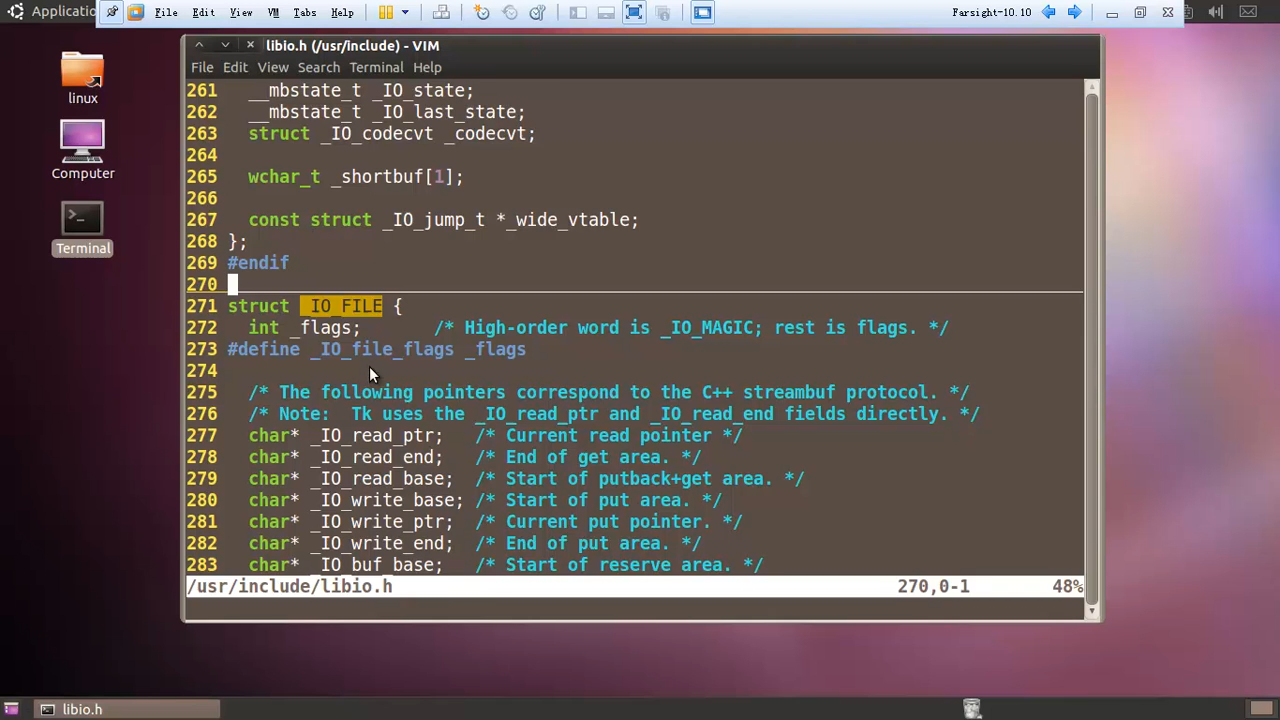 Applicatio
File Edit View VM Tabs Help
Farsight-10.10
libio.h (/usr/include) - VIM
File Edit View Search Terminal Help
linux
Computer
Terminal
261   __mbstate_t _IO_state;
262   __mbstate_t _IO_last_state;
263   struct _IO_codecvt _codecvt;
264
265   wchar_t _shortbuf[1];
266
267   const struct _IO_jump_t *_wide_vtable;
268 };
269 #endif
270
271 struct _IO_FILE {
272   int _flags;       /* High-order word is _IO_MAGIC; rest is flags. */
273 #define _IO_file_flags _flags
274
275   /* The following pointers correspond to the C++ streambuf protocol. */
276   /* Note:  Tk uses the _IO_read_ptr and _IO_read_end fields directly. */
277   char* _IO_read_ptr;   /* Current read pointer */
278   char* _IO_read_end;   /* End of get area. */
279   char* _IO_read_base;  /* Start of putback+get area. */
280   char* _IO_write_base; /* Start of put area. */
281   char* _IO_write_ptr;  /* Current put pointer. */
282   char* _IO_write_end;  /* End of put area. */
283   char* _IO_buf_base;   /* Start of reserve area. */
/usr/include/libio.h 270,0-1 48%
libio.h